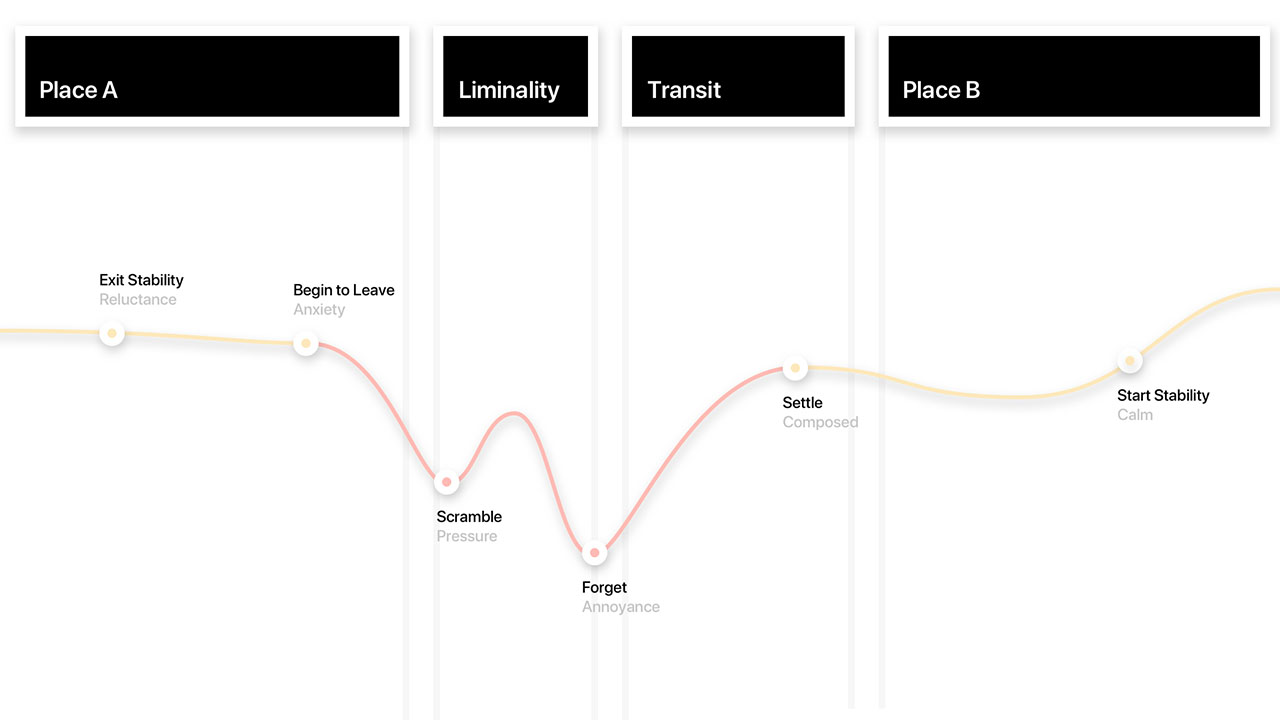 Place A
Liminality
Transit
Place B
Exit Stability
Reluctance
Begin to Leave
Anxiety
Scramble
Pressure
Forget
Annoyance
Settle
Composed
Start Stability
Calm